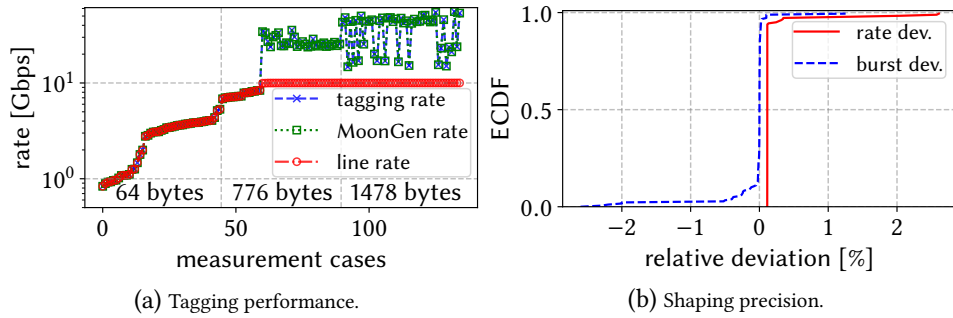 rate [Gbps]
10¹
10⁰
tagging rate
MoonGen rate
line rate
64 bytes 776 bytes 1478 bytes
0 50 100
measurement cases
(a) Tagging performance.
ECDF
1.0
0.5
0.0
rate dev.
burst dev.
−2 −1 0 1 2
relative deviation [%]
(b) Shaping precision.